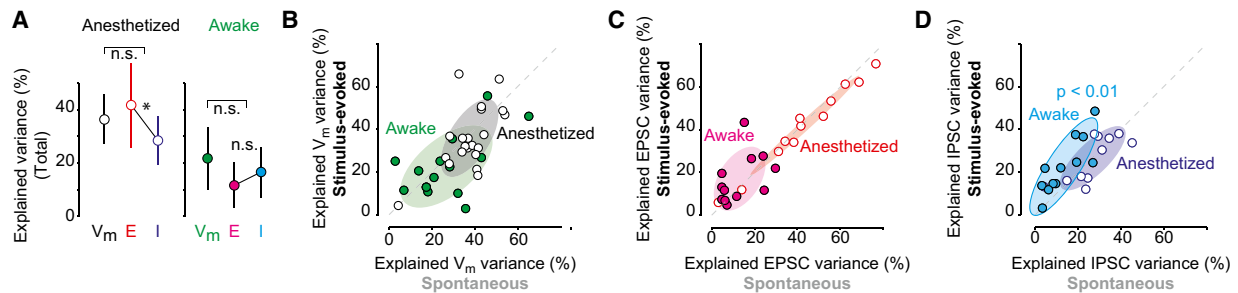 A
Anesthetized
Awake
n.s.
*
n.s.
n.s.
Explained variance (%)
(Total)
40
20
0
Vm E I
Vm E I
B
Explained Vm variance (%)
Stimulus-evoked
60
40
20
0
Awake
Anesthetized
0 20 40 60
Explained Vm variance (%)
Spontaneous
C
Explained EPSC variance (%)
Stimulus-evoked
60
40
20
0
Awake
Anesthetized
0 20 40 60 80
Explained EPSC variance (%)
Spontaneous
D
Explained IPSC variance (%)
Stimulus-evoked
60
40
20
0
p < 0.01
Awake
Anesthetized
0 20 40 60 80
Explained IPSC variance (%)
Spontaneous